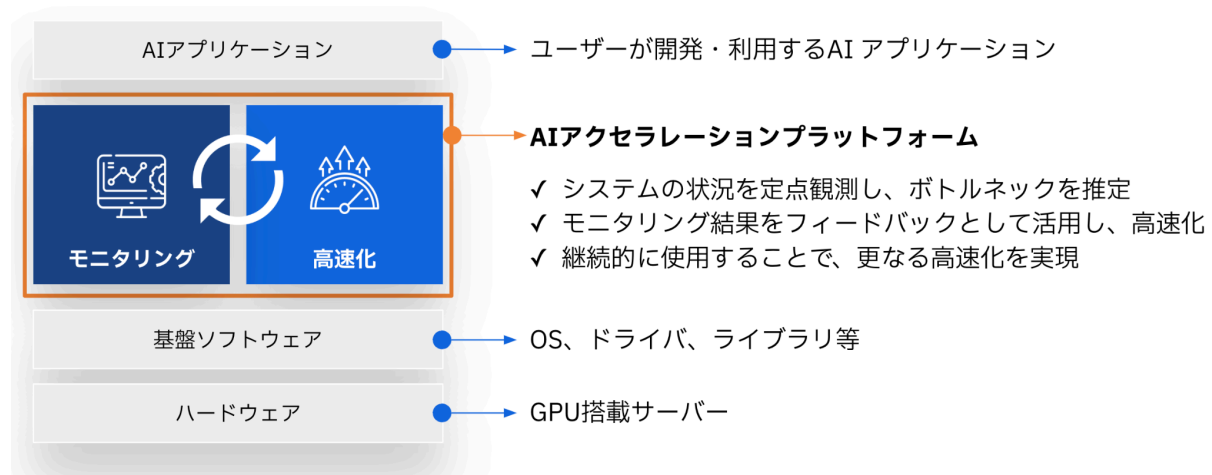 AIアプリケーション
ユーザーが開発・利用するAI アプリケーション
モニタリング
高速化
AIアクセラレーションプラットフォーム
✓ システムの状況を定点観測し、ボトルネックを推定
✓ モニタリング結果をフィードバックとして活用し、高速化
✓ 継続的に使用することで、更なる高速化を実現
基盤ソフトウェア
OS、ドライバ、ライブラリ等
ハードウェア
GPU搭載サーバー